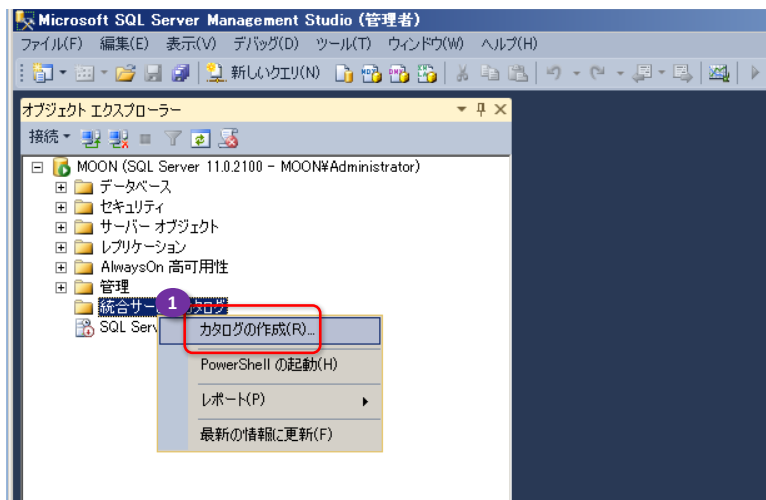 Microsoft SQL Server Management Studio (管理者)
ファイル(F) 編集(E) 表示(V) デバッグ(D) ツール(T) ウィンドウ(W) ヘルプ(H)
新しいクエリ(N)
オブジェクト エクスプローラー
接続
MOON (SQL Server 11.0.2100 - MOON¥Administrator)
データベース
セキュリティ
サーバー オブジェクト
レプリケーション
AlwaysOn 高可用性
管理
統合サー 1 タログ
SQL Serv
カタログの作成(R)...
PowerShell の起動(H)
レポート(P)
最新の情報に更新(F)